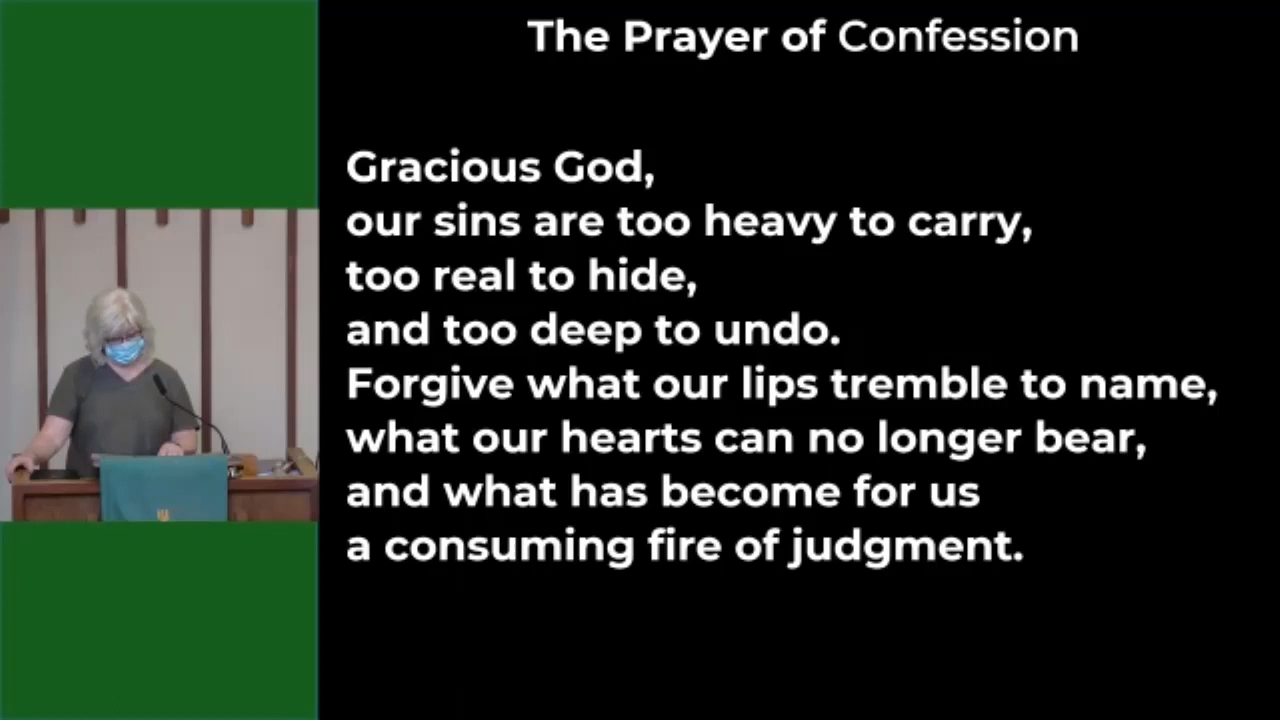 The Prayer of Confession
Gracious God,
our sins are too heavy to carry,
too real to hide,
and too deep to undo.
Forgive what our lips tremble to name,
what our hearts can no longer bear,
and what has become for us
a consuming fire of judgment.